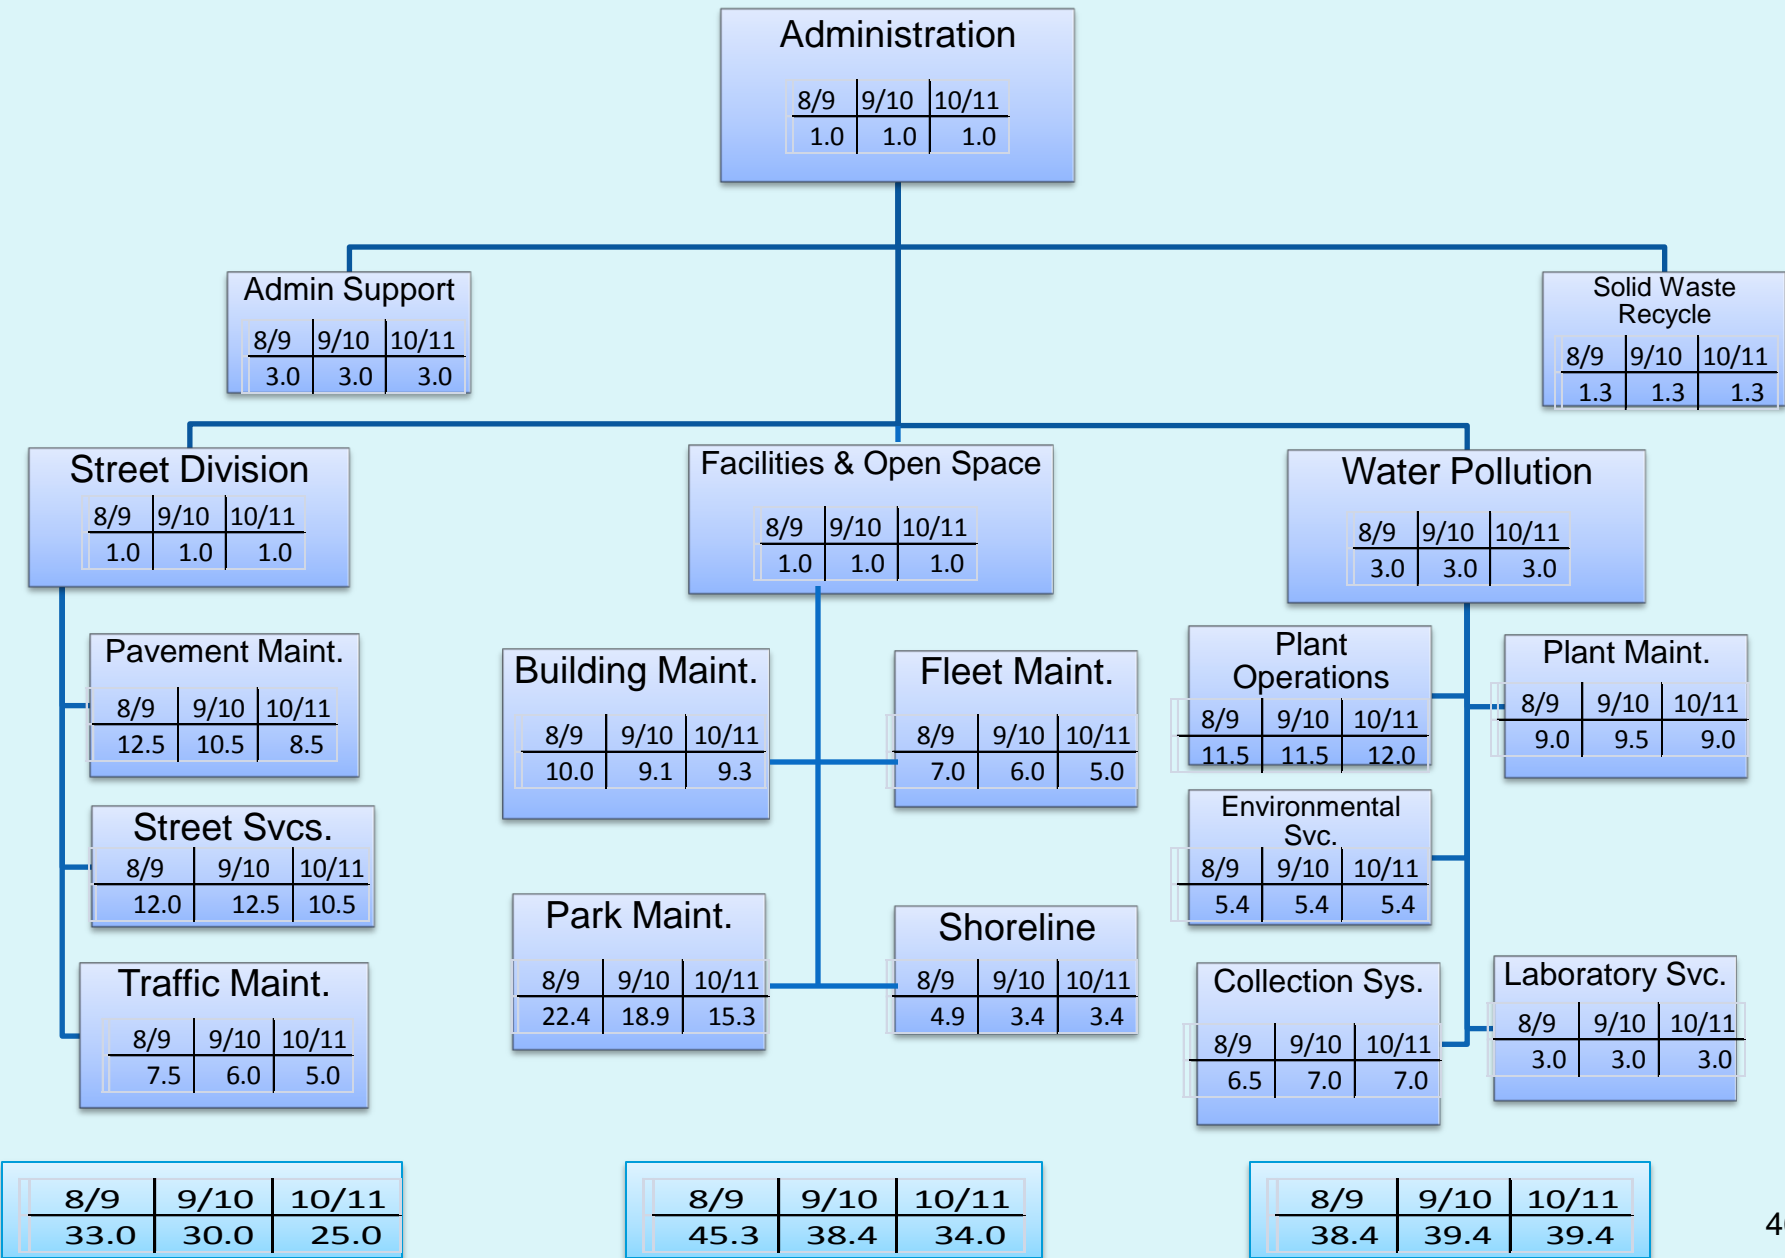 Administration
8/9 9/10 10/11
1.0 1.0 1.0
Admin Support
8/9 9/10 10/11
3.0 3.0 3.0
Solid Waste
Recycle
8/9 9/10 10/11
1.3 1.3 1.3
Street Division
8/9 9/10 10/11
1.0 1.0 1.0
Facilities & Open Space
8/9 9/10 10/11
1.0 1.0 1.0
Water Pollution
8/9 9/10 10/11
3.0 3.0 3.0
Pavement Maint.
8/9 9/10 10/11
12.5 10.5 8.5
Street Svcs.
8/9 9/10 10/11
12.0 12.5 10.5
Traffic Maint.
8/9 9/10 10/11
7.5 6.0 5.0
Building Maint.
8/9 9/10 10/11
10.0 9.1 9.3
Fleet Maint.
8/9 9/10 10/11
7.0 6.0 5.0
Park Maint.
8/9 9/10 10/11
22.4 18.9 15.3
Shoreline
8/9 9/10 10/11
4.9 3.4 3.4
Plant
Operations
8/9 9/10 10/11
11.5 11.5 12.0
Plant Maint.
8/9 9/10 10/11
9.0 9.5 9.0
Environmental
Svc.
8/9 9/10 10/11
5.4 5.4 5.4
Collection Sys.
8/9 9/10 10/11
6.5 7.0 7.0
Laboratory Svc.
8/9 9/10 10/11
3.0 3.0 3.0
8/9 9/10 10/11
33.0 30.0 25.0
8/9 9/10 10/11
45.3 38.4 34.0
8/9 9/10 10/11
38.4 39.4 39.4